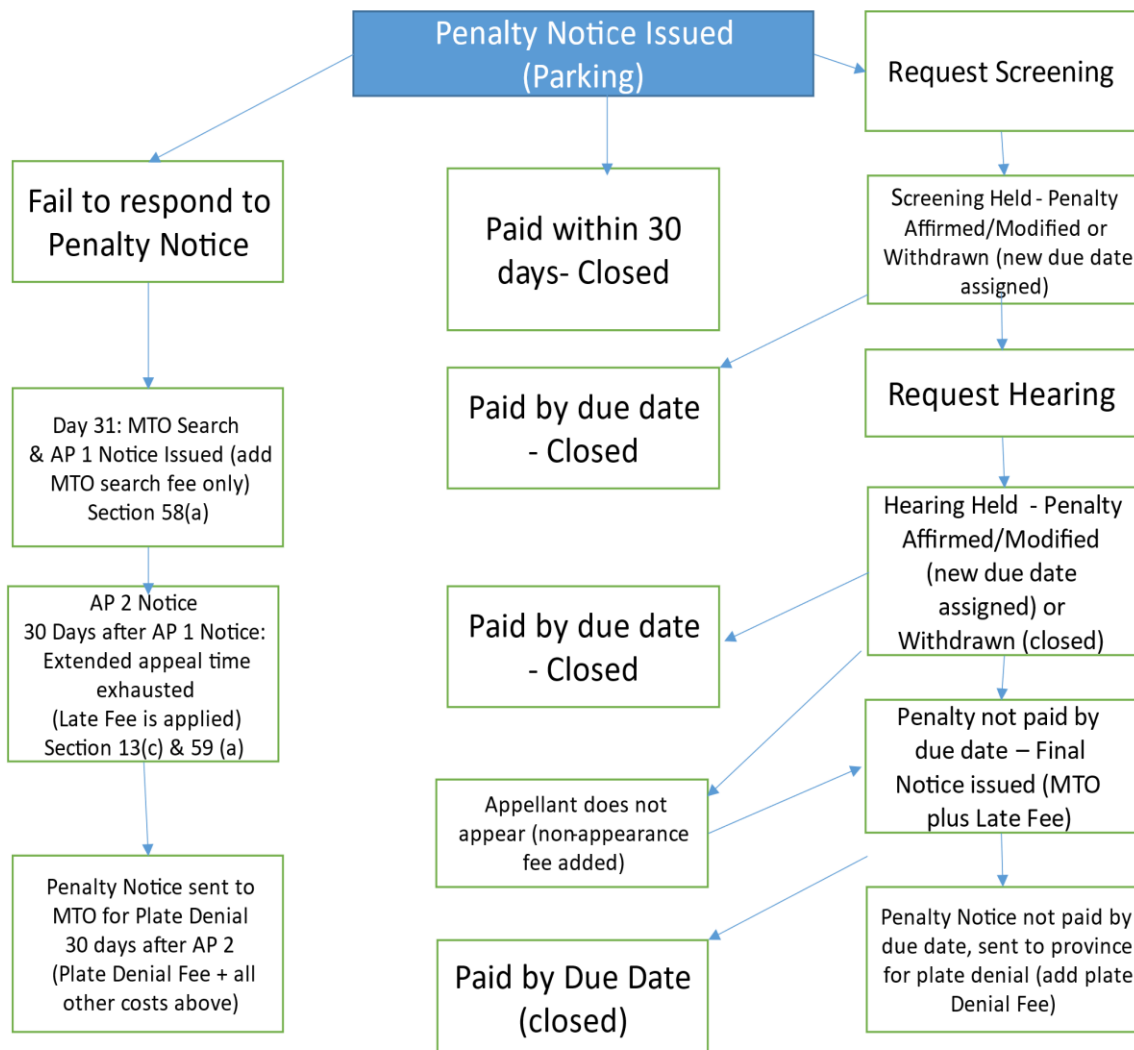 Penalty Notice Issued
(Parking)
Request Screening
Fail to respond to
Penalty Notice
Paid within 30
days- Closed
Screening Held - Penalty
Affirmed/Modified or
Withdrawn (new due date
assigned)
Paid by due date
- Closed
Request Hearing
Day 31: MTO Search
& AP 1 Notice Issued (add
MTO search fee only)
Section 58(a)
Hearing Held - Penalty
Affirmed/Modified
(new due date
assigned) or
Withdrawn (closed)
AP 2 Notice
30 Days after AP 1 Notice:
Extended appeal time
exhausted
(Late Fee is applied)
Section 13(c) & 59 (a)
Paid by due date
- Closed
Penalty not paid by
due date – Final
Notice issued (MTO
plus Late Fee)
Appellant does not
appear (non-appearance
fee added)
Penalty Notice sent to
MTO for Plate Denial
30 days after AP 2
(Plate Denial Fee + all
other costs above)
Paid by Due Date
(closed)
Penalty Notice not paid by
due date, sent to province
for plate denial (add plate
Denial Fee)